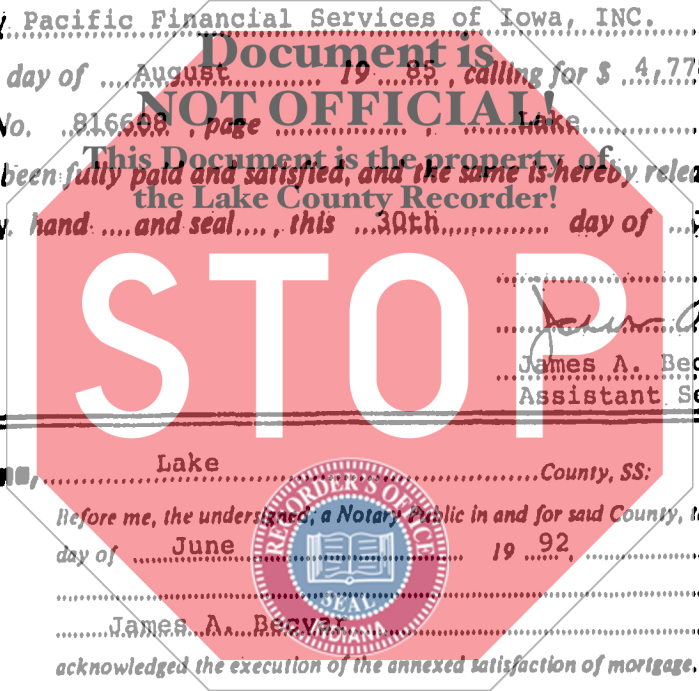 Pacific Financial Services of Iowa, INC.
Document is
day of August 19 85, calling for $ 4,77
NOT OFFICIAL!
No. 816608, page Lake
This Document is the property of
been fully paid and satisfied, and the same is hereby
the Lake County Recorder!
hand and seal, this 30th day of
STOP
James A.
Assistant
Lake County, SS:
RECORDER'S OFFICE
Before me, the undersigned, a Notary Public in and for said County,
day of June 19 92,
SEAL
INDIANA
James A. Becvar
acknowledged the execution of the annexed satisfaction of mortgage.